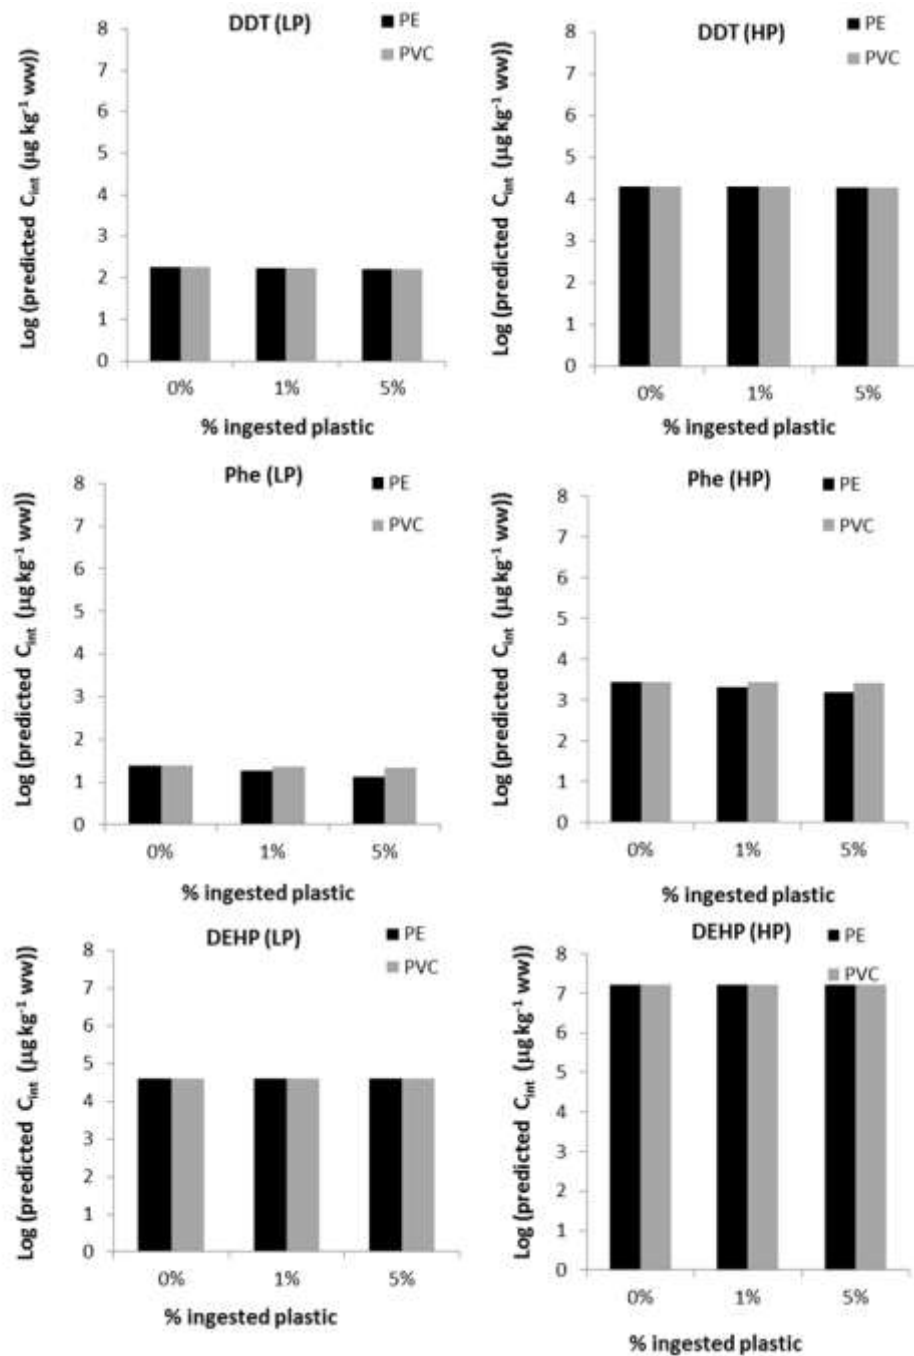 DDT (LP)
PE
PVC
Log (predicted C_int (µg kg⁻¹ ww))
8
7
6
5
4
3
2
1
0
0% 1% 5%
% ingested plastic
DDT (HP)
PE
PVC
Log (predicted C_int (µg kg⁻¹ ww))
8
7
6
5
4
3
2
1
0
0% 1% 5%
% ingested plastic
Phe (LP)
PE
PVC
Log (predicted C_int (µg kg⁻¹ ww))
8
7
6
5
4
3
2
1
0
0% 1% 5%
% ingested plastic
Phe (HP)
PE
PVC
Log (predicted C_int (µg kg⁻¹ ww))
8
7
6
5
4
3
2
1
0
0% 1% 5%
% ingested plastic
DEHP (LP)
PE
PVC
Log (predicted C_int (µg kg⁻¹ ww))
8
7
6
5
4
3
2
1
0
0% 1% 5%
% ingested plastic
DEHP (HP)
PE
PVC
Log (predicted C_int (µg kg⁻¹ ww))
8
7
6
5
4
3
2
1
0
0% 1% 5%
% ingested plastic